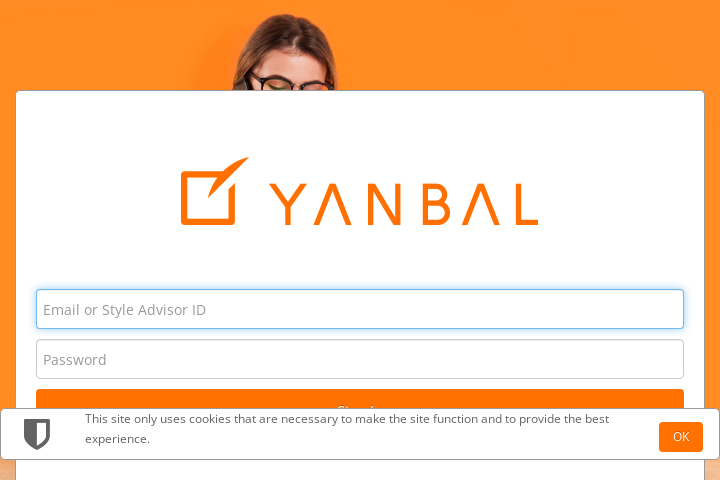 YANBAL
Email or Style Advisor ID
Password
This site only uses cookies that are necessary to make the site function and to provide the best
experience.
OK